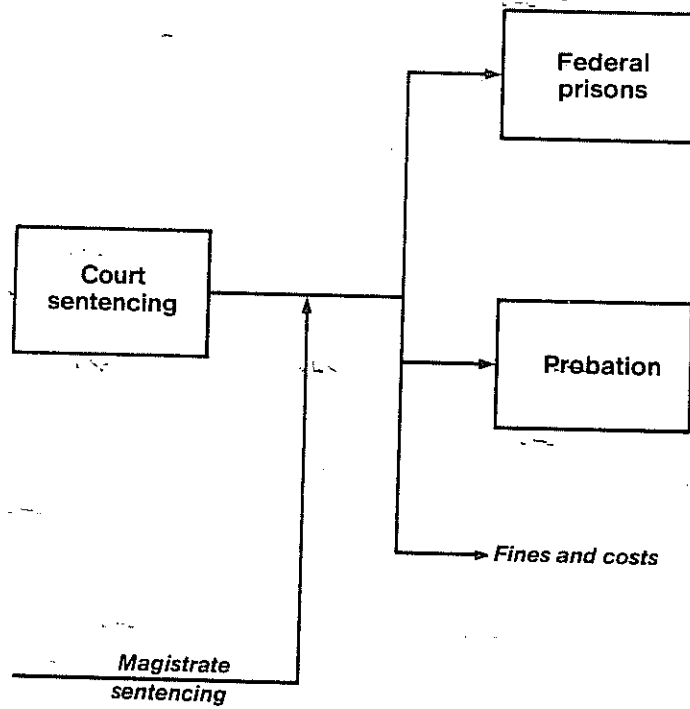 Federal
prisons
Court
sentencing
Probation
Fines and costs
Magistrate
sentencing